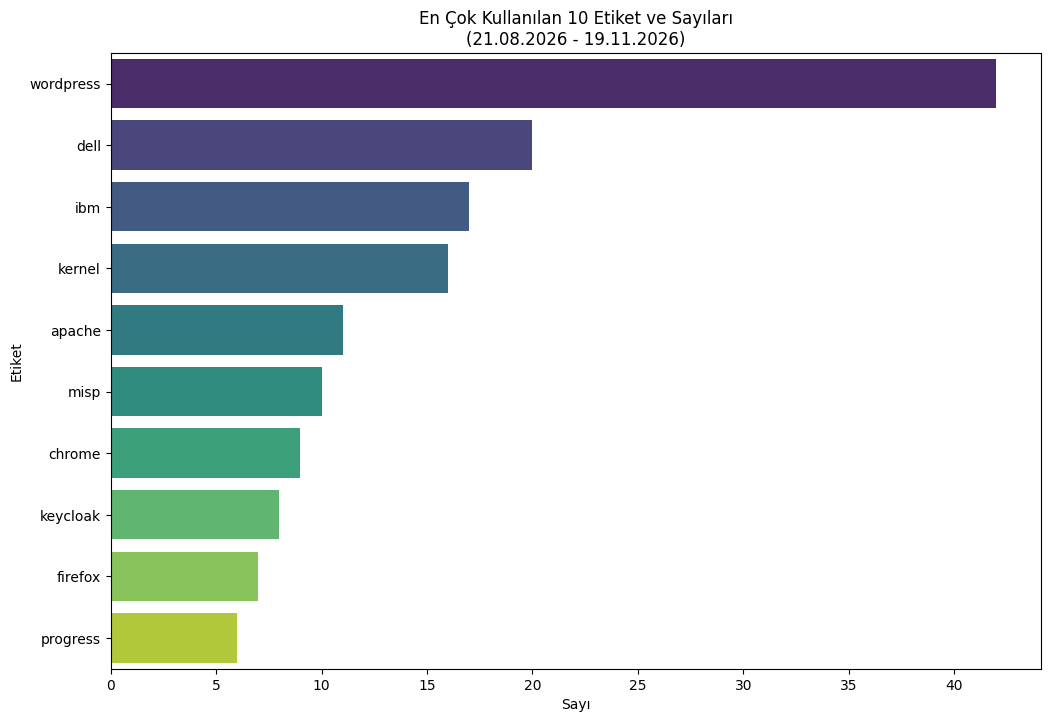 En Çok Kullanılan 10 Etiket ve Sayıları
(21.08.2026 - 19.11.2026)
Etiket
wordpress
dell
ibm
kernel
apache
misp
chrome
keycloak
firefox
progress
0 5 10 15 20 25 30 35 40
Sayı